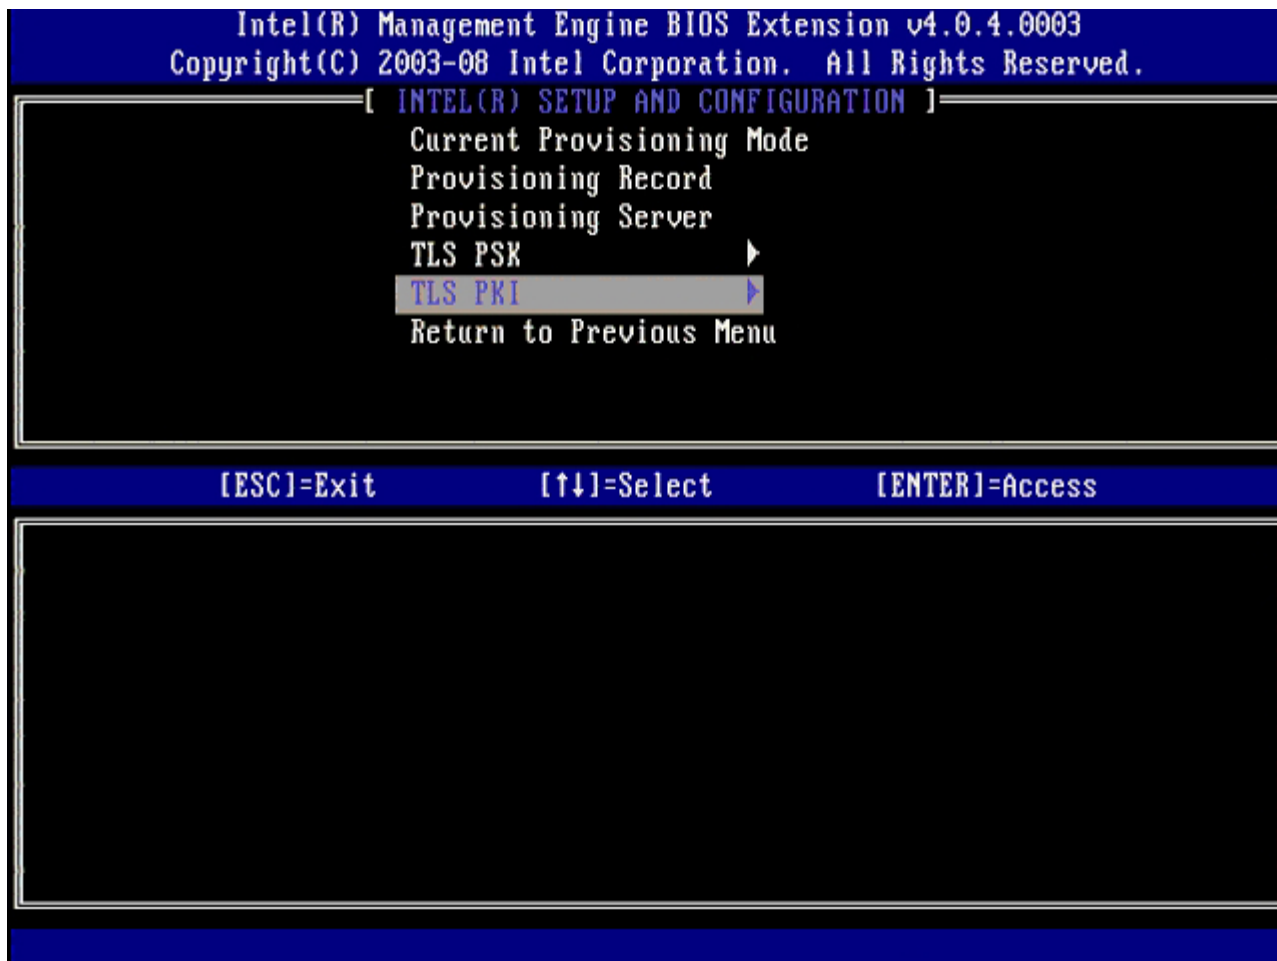 Intel(R) Management Engine BIOS Extension v4.0.4.0003
Copyright(C) 2003-08 Intel Corporation. All Rights Reserved.
[ INTEL(R) SETUP AND CONFIGURATION ]
Current Provisioning Mode
Provisioning Record
Provisioning Server
TLS PSK ►
TLS PKI ►
Return to Previous Menu
[ESC]=Exit [↑↓]=Select [ENTER]=Access